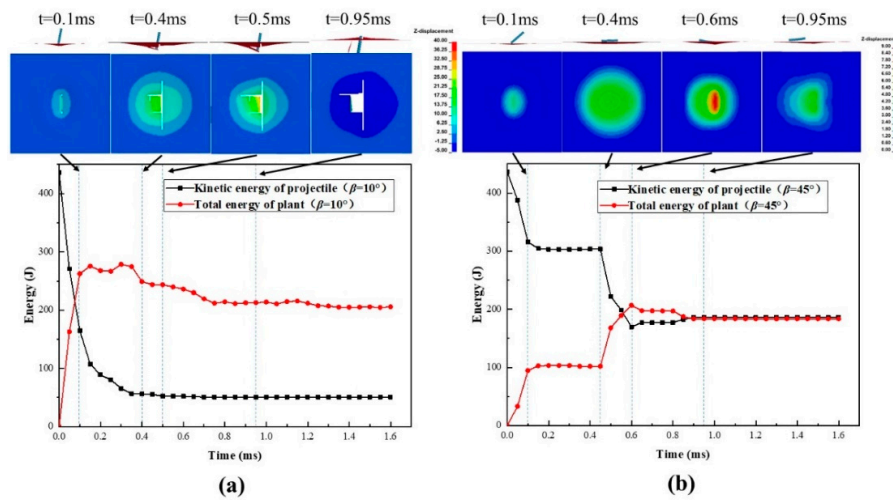 t=0.1ms t=0.4ms t=0.5ms t=0.95ms
t=0.1ms t=0.4ms t=0.6ms t=0.95ms
Z-displacement
Z-displacement
400
300
200
100
0
Energy (J)
Kinetic energy of projectile (β=10°)
Total energy of plant (β=10°)
0.0 0.2 0.4 0.6 0.8 1.0 1.2 1.4 1.6
Time (ms)
(a)
400
300
200
100
0
Energy (J)
Kinetic energy of projectile (β=45°)
Total energy of plant (β=45°)
0.0 0.2 0.4 0.6 0.8 1.0 1.2 1.4 1.6
Time (ms)
(b)